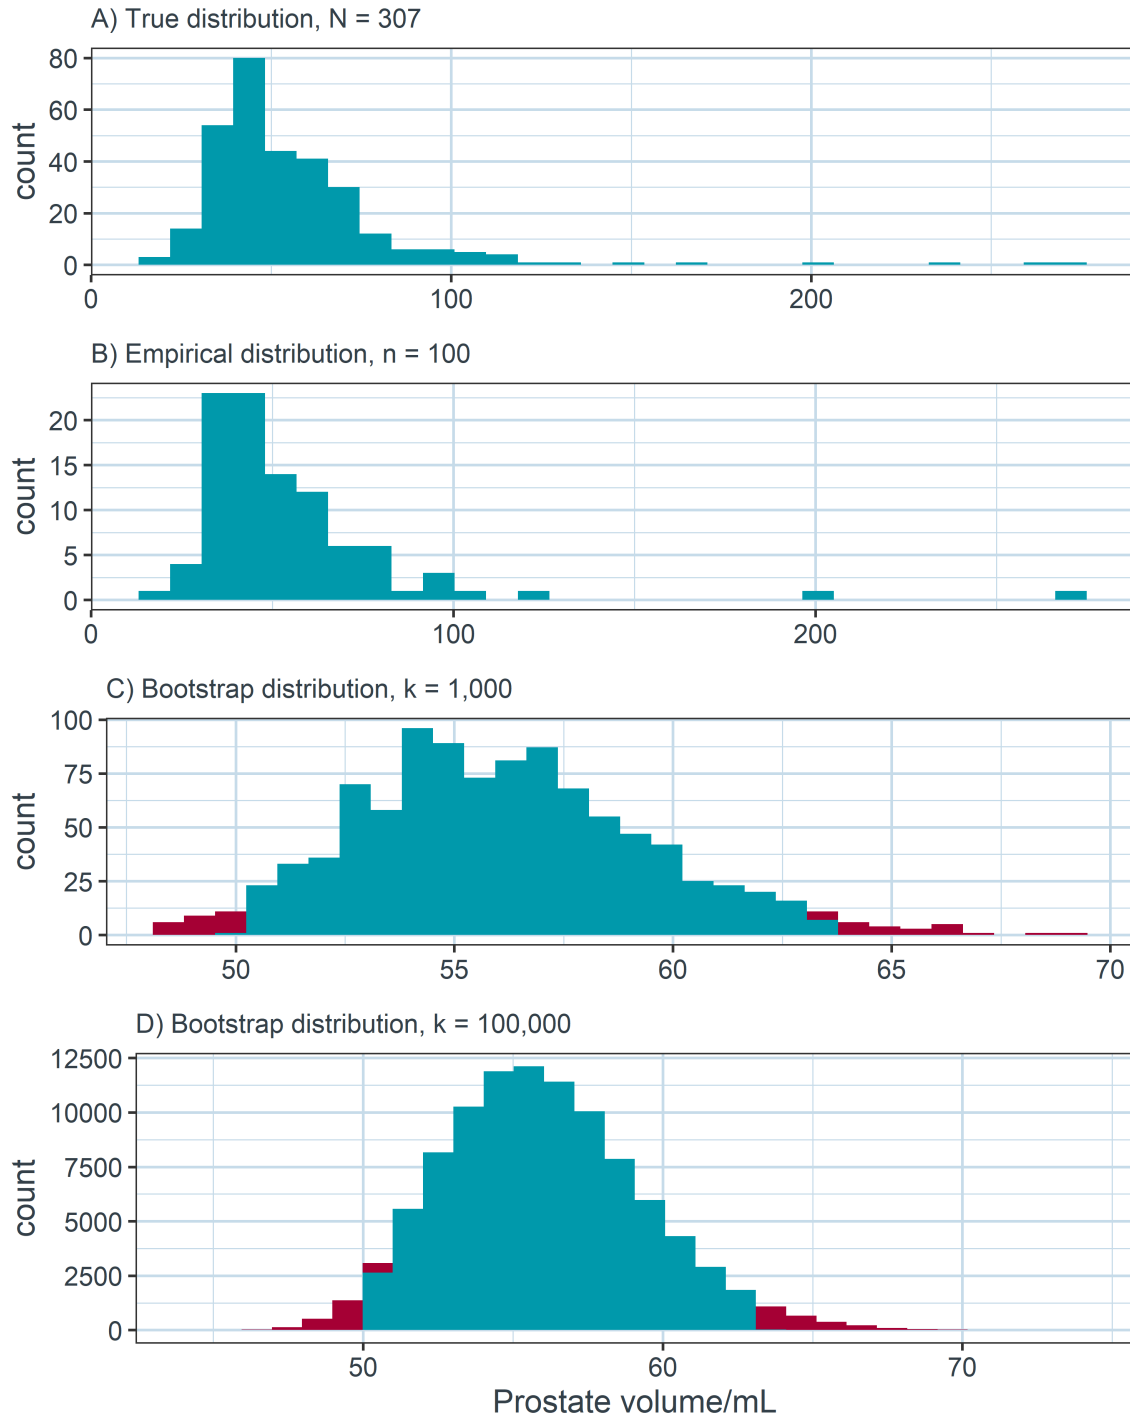 A) True distribution, N = 307
80
60
40
20
0
count
0 100 200
B) Empirical distribution, n = 100
20
15
10
5
0
count
0 100 200
C) Bootstrap distribution, k = 1,000
100
75
50
25
0
count
50 55 60 65 70
D) Bootstrap distribution, k = 100,000
12500
10000
7500
5000
2500
0
count
50 60 70
Prostate volume/mL